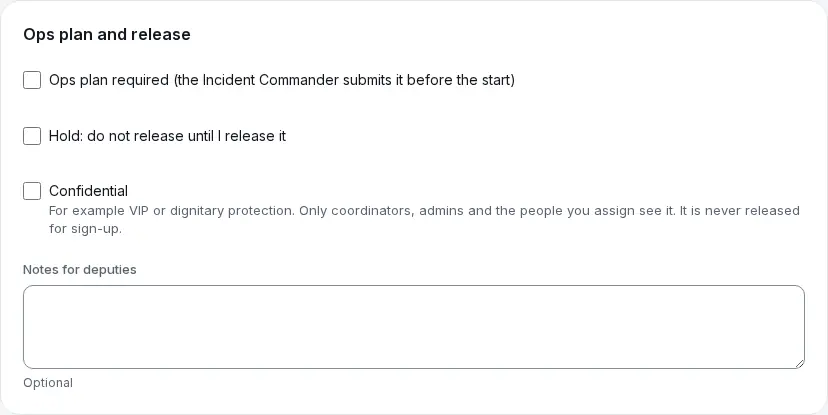 Ops plan and release
Ops plan required (the Incident Commander submits it before the start)
Hold: do not release until I release it
Confidential
For example VIP or dignitary protection. Only coordinators, admins and the people you assign see it. It is never released
for sign-up.
Notes for deputies
Optional